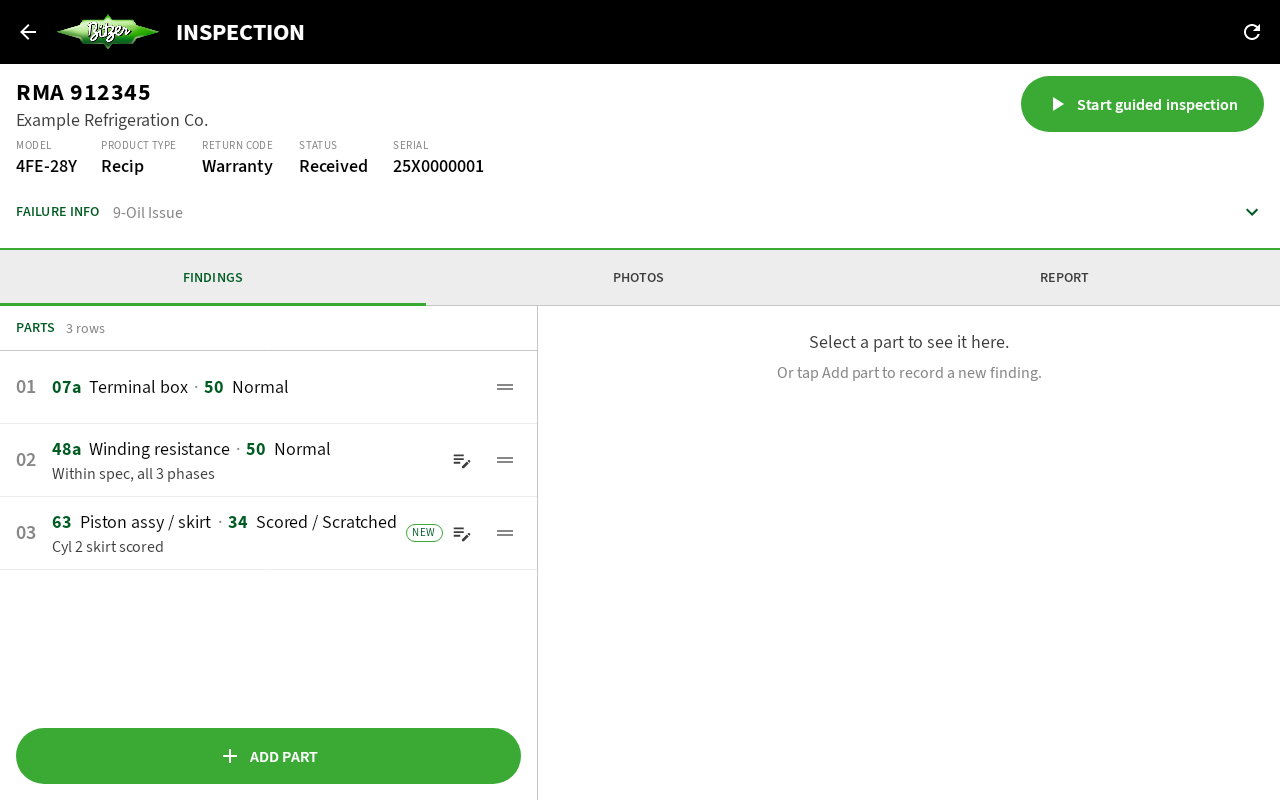 Bitzer
INSPECTION
RMA 912345
Start guided inspection
Example Refrigeration Co.
MODEL PRODUCT TYPE RETURN CODE STATUS SERIAL
4FE-28Y Recip Warranty Received 25X0000001
FAILURE INFO 9-Oil Issue
FINDINGS PHOTOS REPORT
PARTS 3 rows
01 07a Terminal box · 50 Normal
02 48a Winding resistance · 50 Normal
Within spec, all 3 phases
03 63 Piston assy / skirt · 34 Scored / Scratched NEW
Cyl 2 skirt scored
ADD PART
Select a part to see it here.
Or tap Add part to record a new finding.